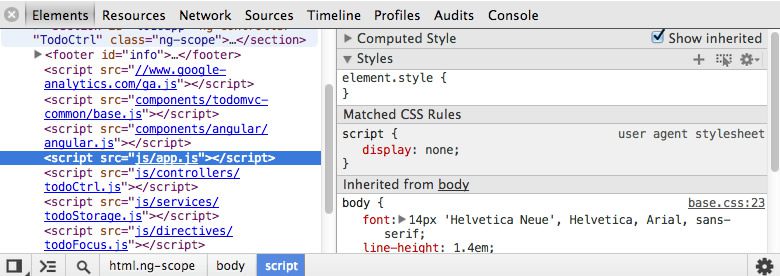 Elements Resources Network Sources Timeline Profiles Audits Console
"TodoCtrl" class="ng-scope">…</section>
<footer id="info">…</footer>
<script src="//www.google-
analytics.com/ga.js"></script>
<script src="components/todomvc-
common/base.js"></script>
<script src="components/angular/
angular.js"></script>
<script src="js/app.js"></script>
<script src="js/controllers/
todoCtrl.js"></script>
<script src="js/services/
todoStorage.js"></script>
<script src="js/directives/
todoFocus.js"></script>
Computed Style Show inherited
Styles
element.style {
}
Matched CSS Rules
script { user agent stylesheet
display: none;
}
Inherited from body
body { base.css:23
font: 14px 'Helvetica Neue', Helvetica, Arial, sans-
serif;
line-height: 1.4em;
html.ng-scope body script